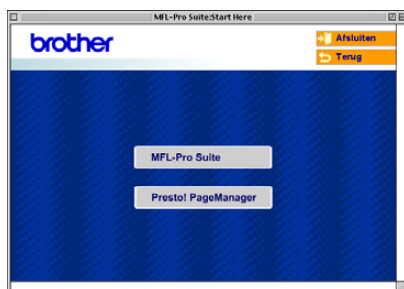 MFL-Pro Suite:Start Here
brother
Afsluiten
Terug
MFL-Pro Suite
Presto! PageManager